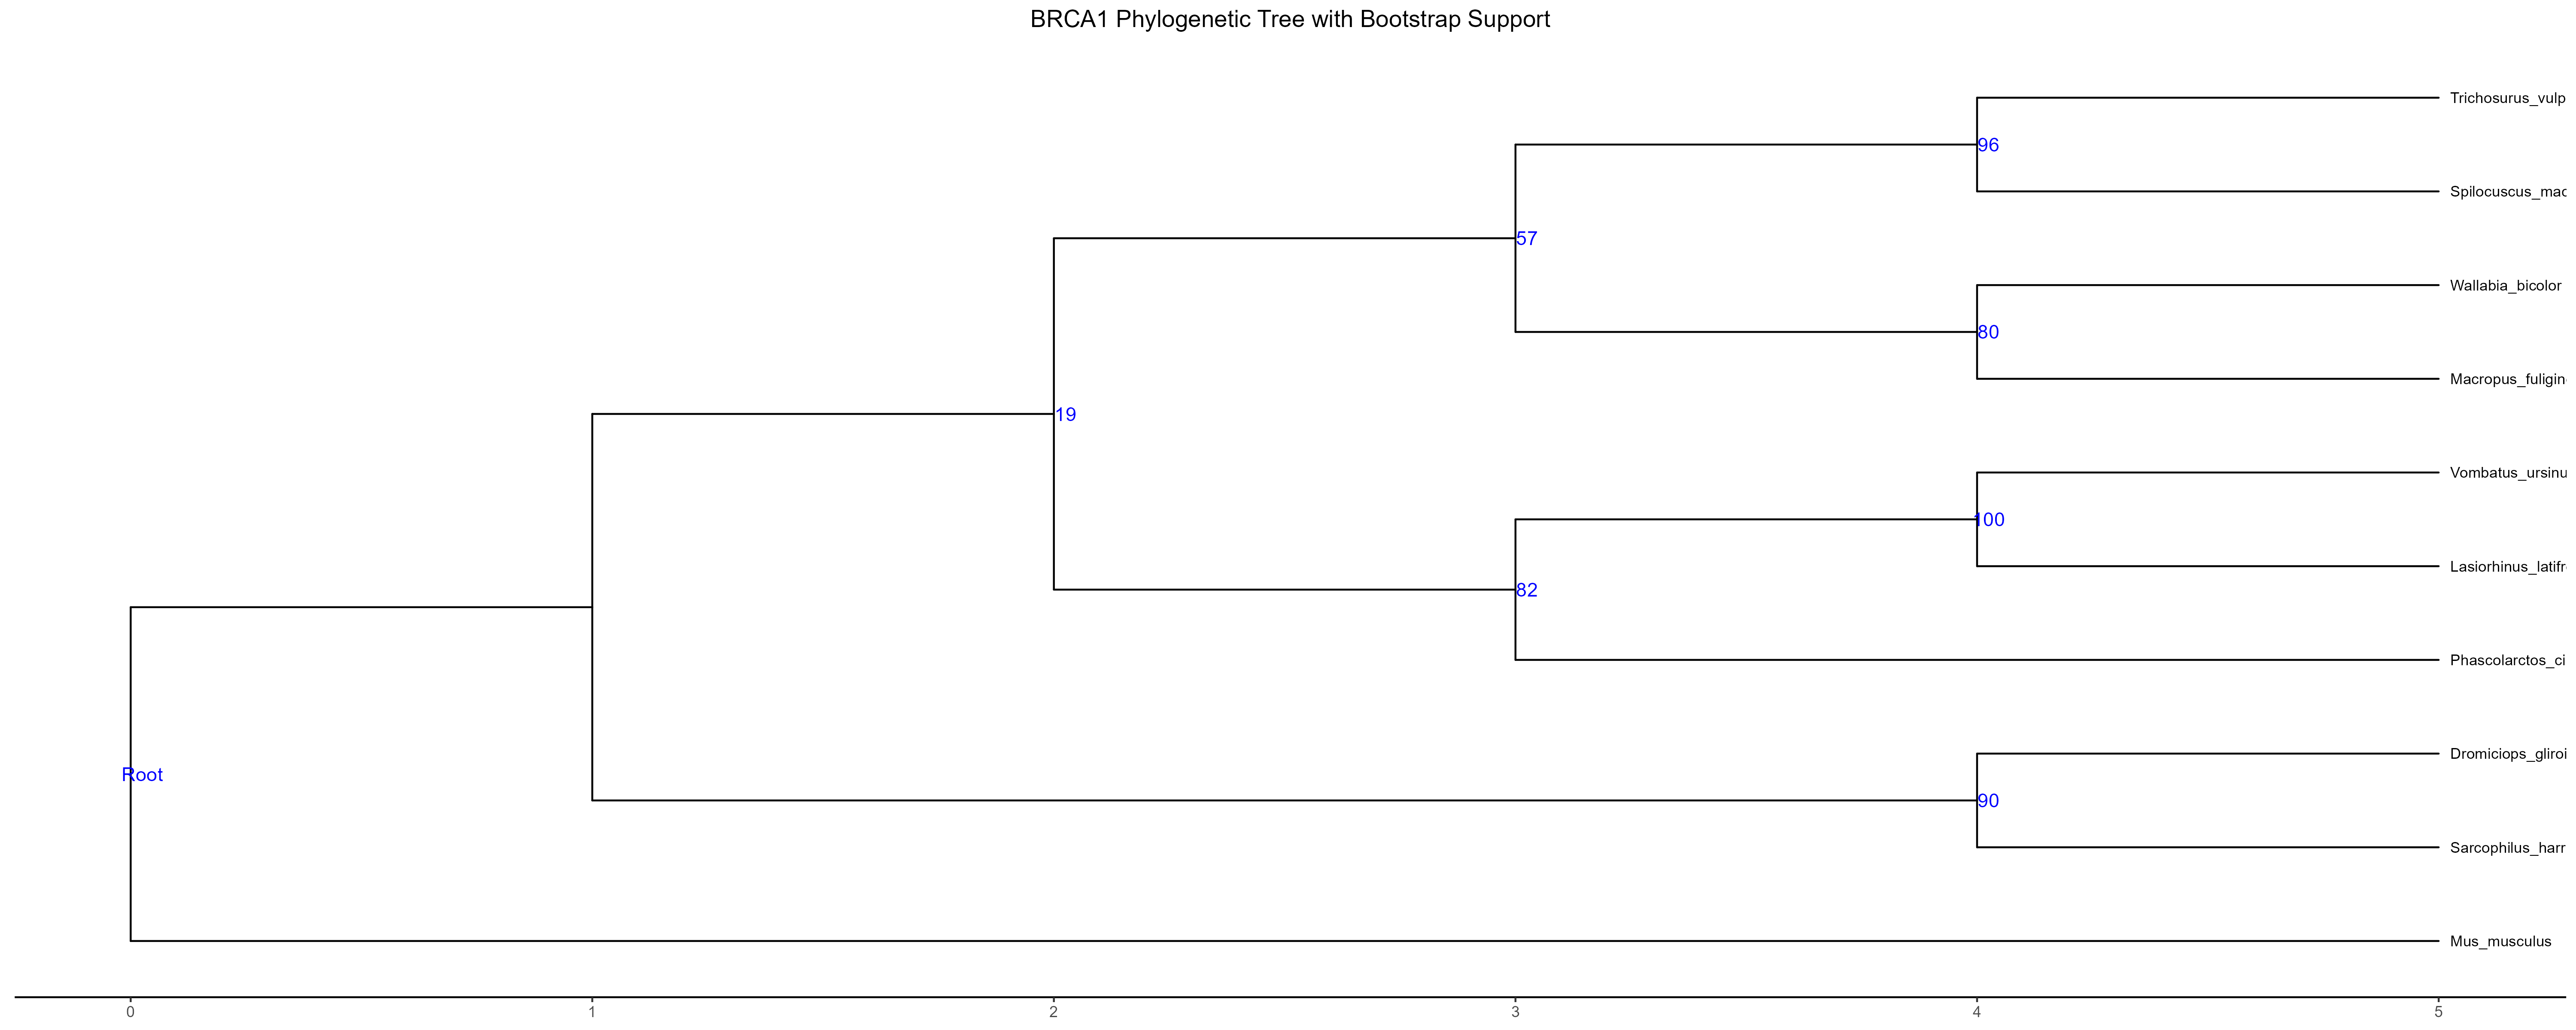 BRCA1 Phylogenetic Tree with Bootstrap Support
Trichosurus_vulp
96
Spilocuscus_mac
57
Wallabia_bicolor
80
Macropus_fuligin
19
Vombatus_ursinu
100
Lasiorhinus_latifr
82
Phascolarctos_ci
Dromiciops_gliroi
Root
90
Sarcophilus_harr
Mus_musculus
0 1 2 3 4 5